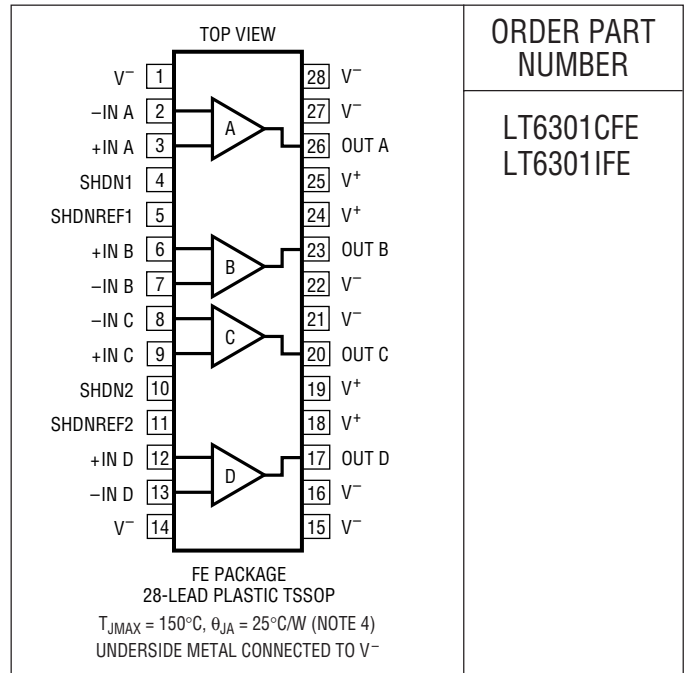 TOP VIEW
V⁻ 1
28 V⁻
−IN A 2
27 V⁻
+IN A 3
A
26 OUT A
SHDN1 4
25 V⁺
SHDNREF1 5
24 V⁺
+IN B 6
23 OUT B
B
−IN B 7
22 V⁻
−IN C 8
21 V⁻
C
+IN C 9
20 OUT C
SHDN2 10
19 V⁺
SHDNREF2 11
18 V⁺
+IN D 12
17 OUT D
D
−IN D 13
16 V⁻
V⁻ 14
15 V⁻
FE PACKAGE
28-LEAD PLASTIC TSSOP
TJMAX = 150°C, θJA = 25°C/W (NOTE 4)
UNDERSIDE METAL CONNECTED TO V⁻
ORDER PART
NUMBER
LT6301CFE
LT6301IFE